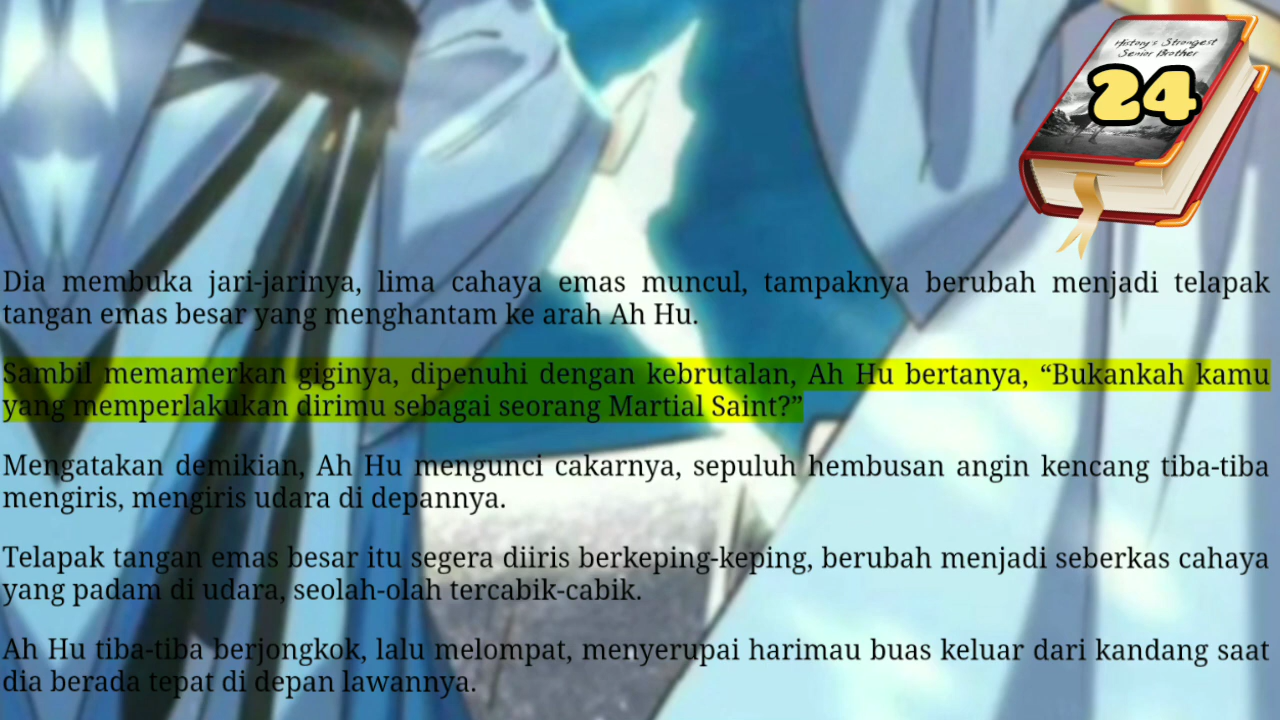 History's Strongest
Senior Brother
24
Dia membuka jari-jarinya, lima cahaya emas muncul, tampaknya berubah menjadi telapak
tangan emas besar yang menghantam ke arah Ah Hu.
Sambil memamerkan giginya, dipenuhi dengan kebrutalan, Ah Hu bertanya, “Bukankah kamu
yang memperlakukan dirimu sebagai seorang Martial Saint?”
Mengatakan demikian, Ah Hu mengunci cakarnya, sepuluh hembusan angin kencang tiba-tiba
mengiris, mengiris udara di depannya.
Telapak tangan emas besar itu segera diiris berkeping-keping, berubah menjadi seberkas cahaya
yang padam di udara, seolah-olah tercabik-cabik.
Ah Hu tiba-tiba berjongkok, lalu melompat, menyerupai harimau buas keluar dari kandang saat
dia berada tepat di depan lawannya.